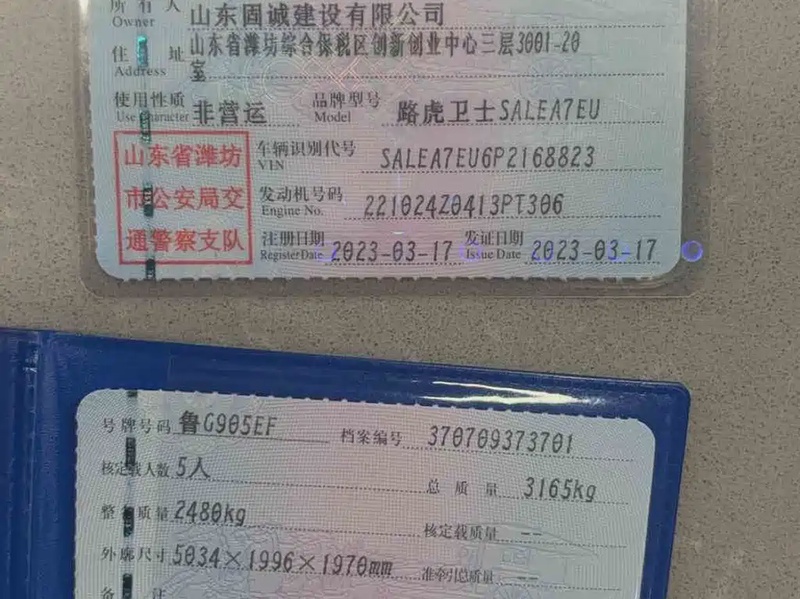 所有人 山东固诚建设有限公司
Owner
住址 山东省潍坊综合保税区创新创业中心三层3001-20
Address 室
使用性质 非营运 品牌型号 路虎卫士SALEA7EU
Use Character Model
山东省潍坊 车辆识别代号 SALEA7EU6P2168823
VIN
市公安局交 发动机号码 221024Z0413PT306
Engine No.
通警察支队 注册日期 2023-03-17 发证日期 2023-03-17
Register Date Issue Date
号牌号码 鲁G905EF 档案编号 370709373701
核定载人数 5人 总质量 3165kg
整备质量 2480kg 核定载质量 --
外廓尺寸 5034×1996×1970mm 准牵引总质量 --
备注